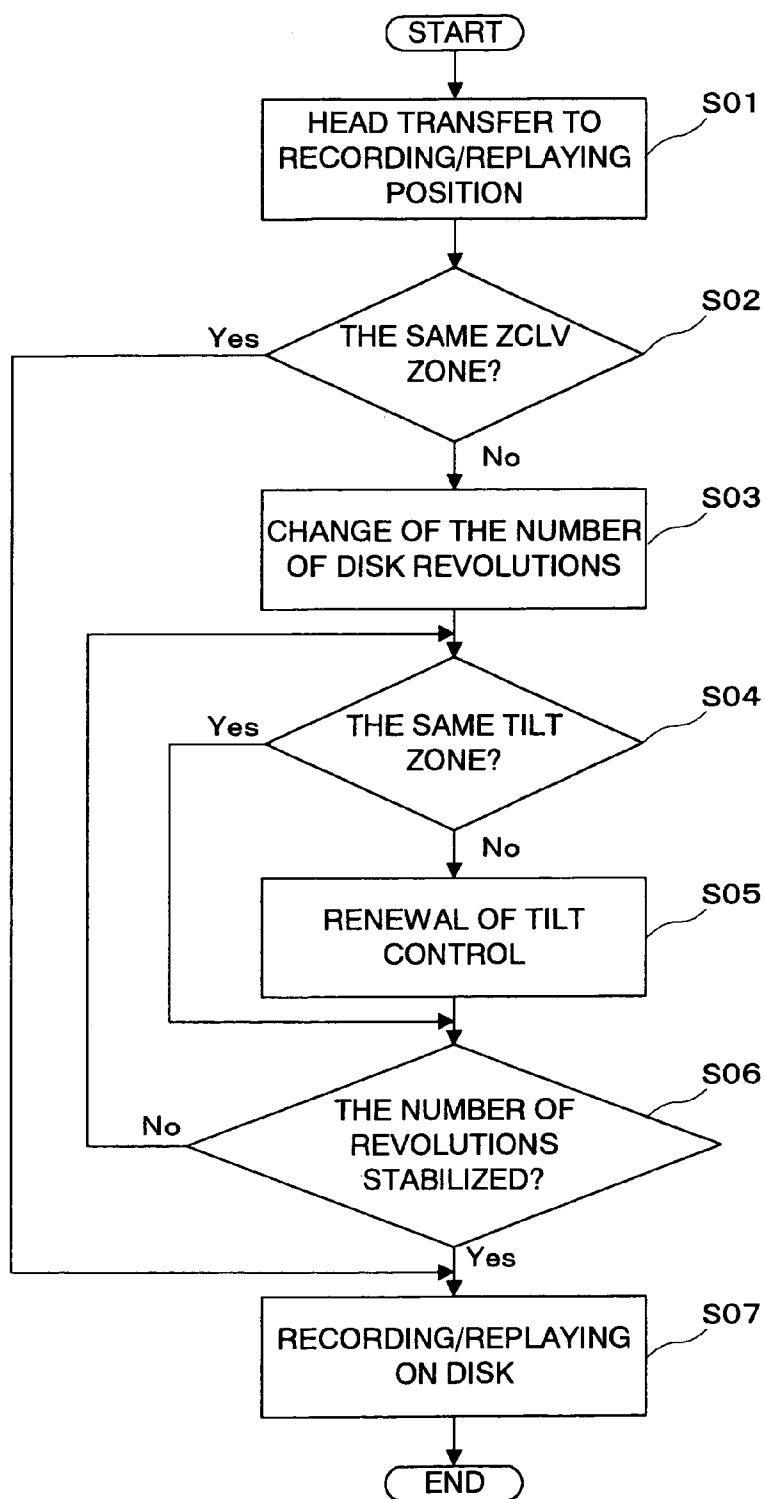 START
S01
HEAD TRANSFER TO
RECORDING/REPLAYING
POSITION
S02
Yes
THE SAME ZCLV
ZONE?
No
S03
CHANGE OF THE NUMBER
OF DISK REVOLUTIONS
S04
Yes
THE SAME TILT
ZONE?
No
S05
RENEWAL OF TILT
CONTROL
S06
No
THE NUMBER OF
REVOLUTIONS
STABILIZED?
Yes
S07
RECORDING/REPLAYING
ON DISK
END